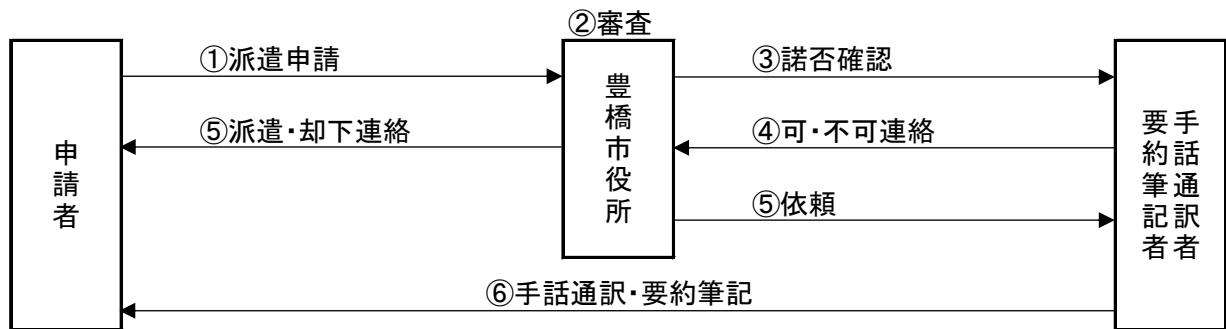 ②審査
①派遣申請
③諾否確認
⑤派遣・却下連絡
④可・不可連絡
⑤依頼
⑥手話通訳・要約筆記
申請者
豊橋市役所
手話通訳者
要約筆記者